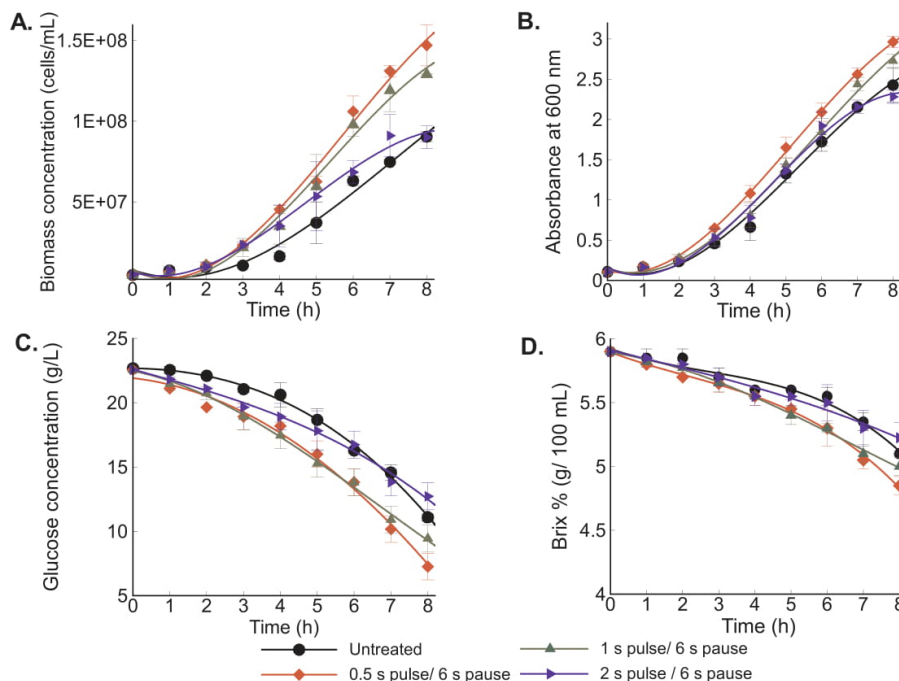 A.
Biomass concentration (cells/mL)
1.5E+08
1E+08
5E+07
0 1 2 3 4 5 6 7 8
Time (h)
B.
Absorbance at 600 nm
3
2.5
2
1.5
1
0.5
0
0 1 2 3 4 5 6 7 8
Time (h)
C.
Glucose concentration (g/L)
25
20
15
10
5
0 1 2 3 4 5 6 7 8
Time (h)
D.
Brix % (g/ 100 mL)
6
5.5
5
4.5
4
0 1 2 3 4 5 6 7 8
Time (h)
Untreated
1 s pulse/ 6 s pause
0.5 s pulse/ 6 s pause
2 s pulse / 6 s pause